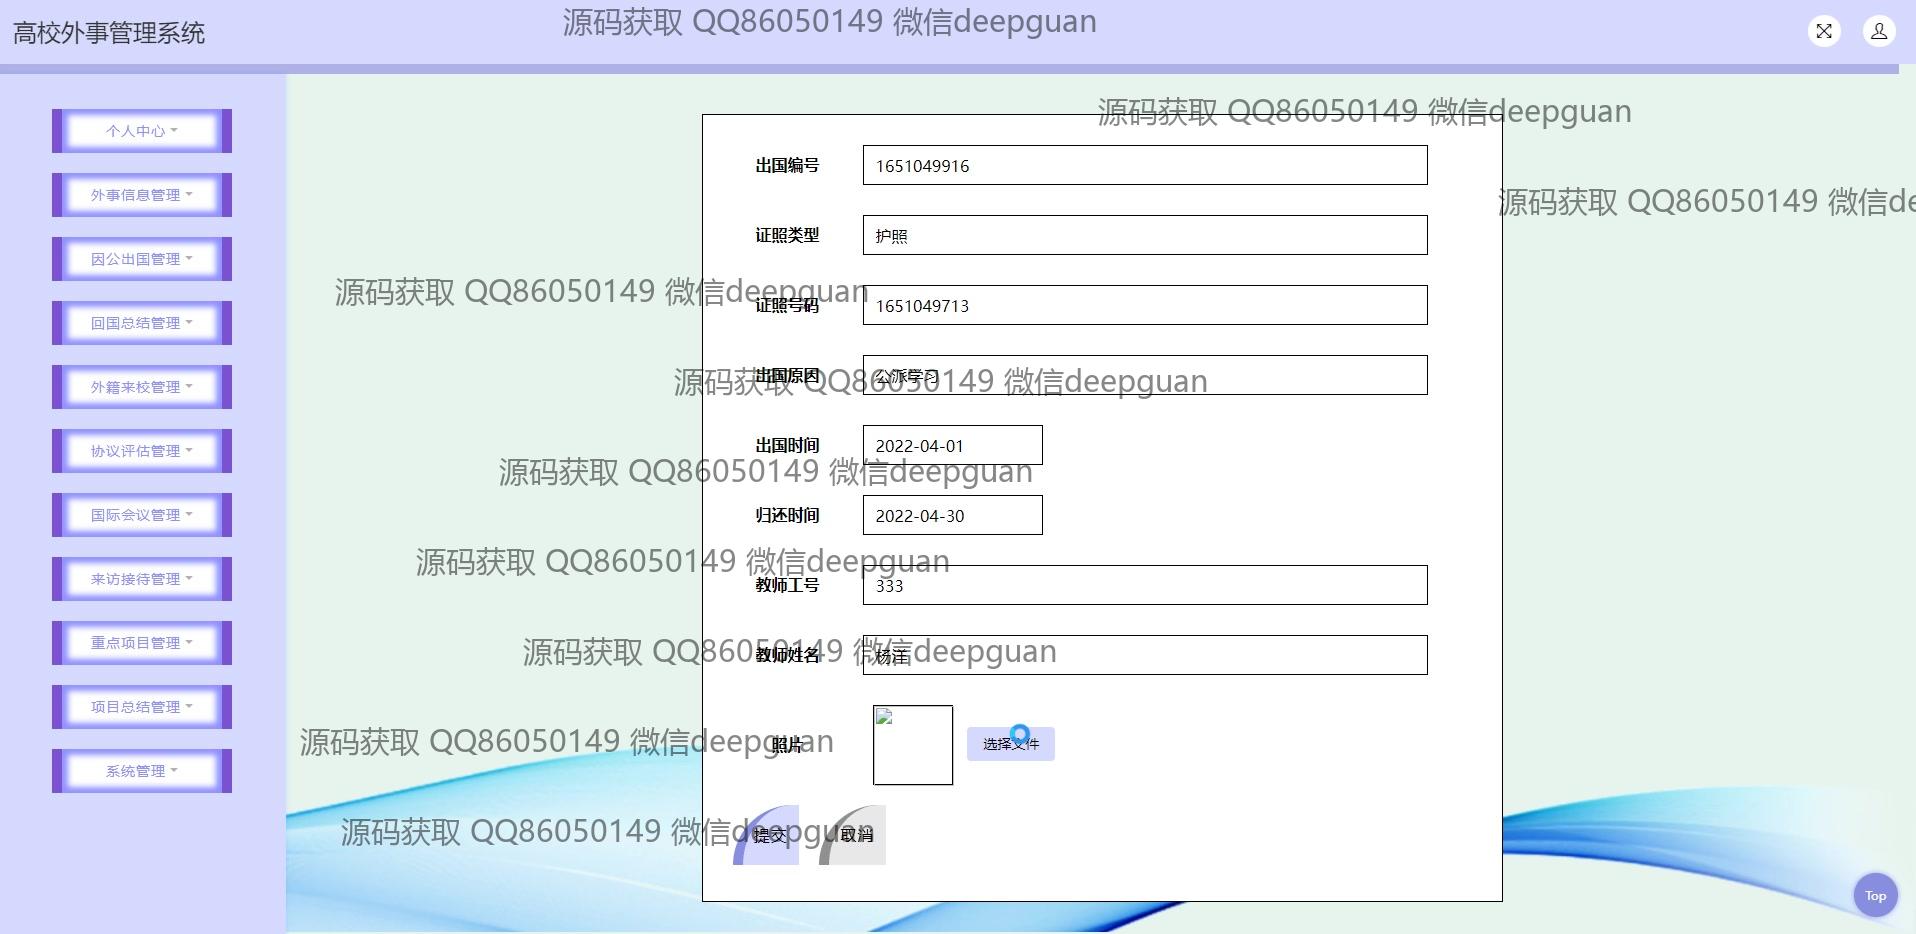 高校外事管理系统
源码获取 QQ86050149 微信deepguan
源码获取 QQ86050149 微信deepguan
源码获取 QQ86050149 微信de
源码获取 QQ86050149 微信deepguan
源码获取 QQ86050149 微信deepguan
源码获取 QQ86050149 微信deepguan
源码获取 QQ86050149 微信deepguan
源码获取 QQ86050149 微信deepguan
源码获取 QQ86050149 微信deepguan
源码获取 QQ86050149 微信deepguan
个人中心
外事信息管理
因公出国管理
回国总结管理
外籍来校管理
协议评估管理
国际会议管理
来访接待管理
重点项目管理
项目总结管理
系统管理
出国编号 1651049916
证照类型 护照
证照号码 1651049713
出国原因 公派学习
出国时间 2022-04-01
归还时间 2022-04-30
教师工号 333
教师姓名 杨洋
照片 选择文件
提交 取消
Top